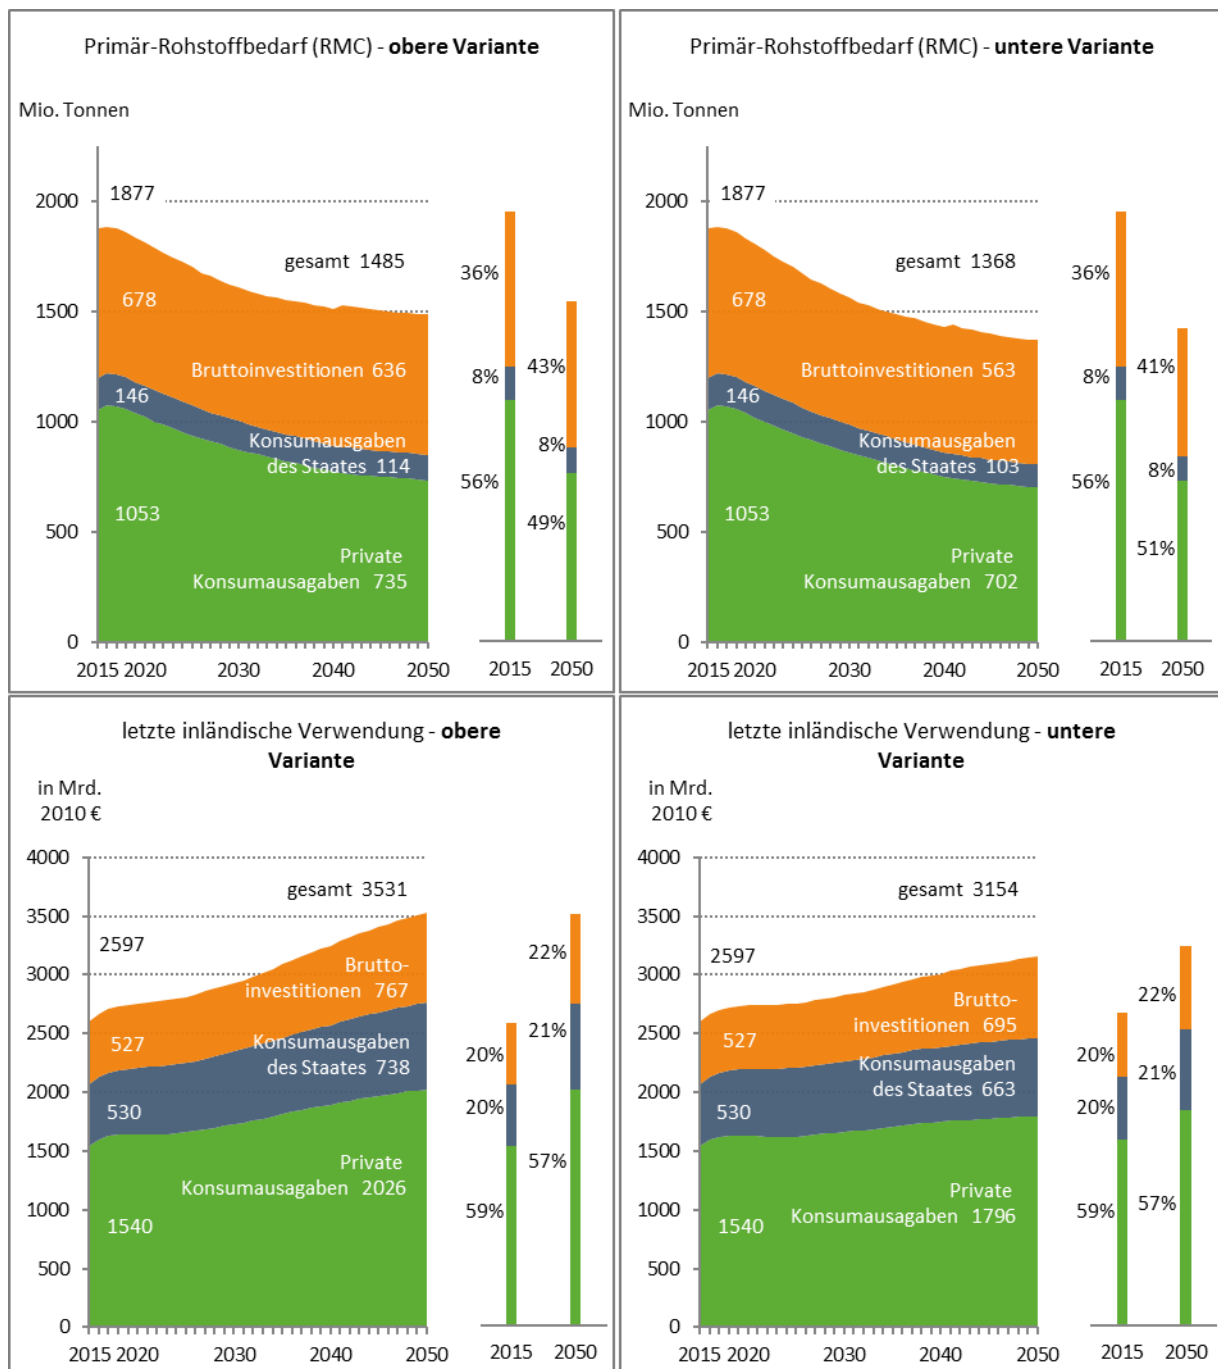 Primär-Rohstoffbedarf (RMC) - obere Variante
Mio. Tonnen
2000
1500
1000
500
0
1877
gesamt 1485
678
Bruttoinvestitionen 636
146
Konsumausgaben
des Staates 114
1053
Private
Konsumausagaben 735
2015 2020 2030 2040 2050
36%
8%
56%
43%
8%
49%
2015 2050
Primär-Rohstoffbedarf (RMC) - untere Variante
Mio. Tonnen
2000
1500
1000
500
0
1877
gesamt 1368
678
Bruttoinvestitionen 563
146
Konsumausgaben
des Staates 103
1053
Private
Konsumausagaben 702
2015 2020 2030 2040 2050
36%
8%
56%
41%
8%
51%
2015 2050
letzte inländische Verwendung - obere
Variante
in Mrd.
2010 €
4000
3500
3000
2500
2000
1500
1000
500
0
gesamt 3531
2597
Brutto-
investitionen 767
527
Konsumausgaben
des Staates 738
530
Private
Konsumausagaben 2026
1540
2015 2020 2030 2040 2050
20%
20%
59%
22%
21%
57%
2015 2050
letzte inländische Verwendung - untere
Variante
in Mrd.
2010 €
4000
3500
3000
2500
2000
1500
1000
500
0
gesamt 3154
2597
Brutto-
investitionen 695
527
Konsumausgaben
des Staates 663
530
Private
Konsumausagaben 1796
1540
2015 2020 2030 2040 2050
20%
20%
59%
22%
21%
57%
2015 2050